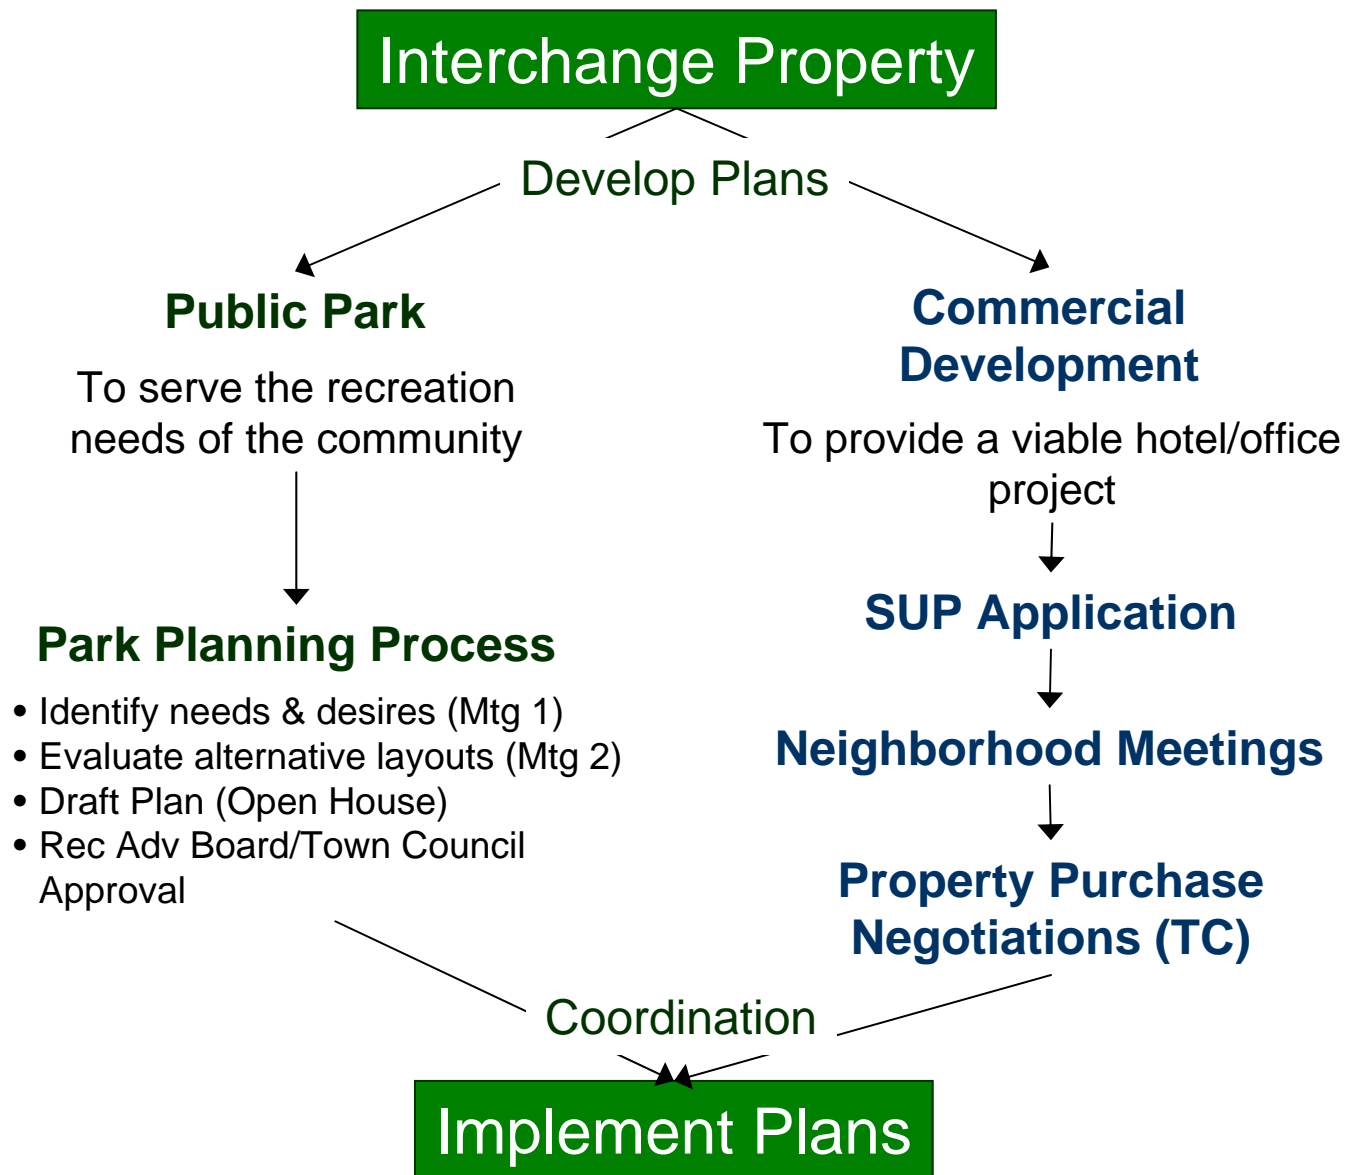 Interchange Property
Develop Plans
Public Park
To serve the recreation
needs of the community
Park Planning Process
• Identify needs & desires (Mtg 1)
• Evaluate alternative layouts (Mtg 2)
• Draft Plan (Open House)
• Rec Adv Board/Town Council
Approval
Commercial
Development
To provide a viable hotel/office
project
SUP Application
Neighborhood Meetings
Property Purchase
Negotiations (TC)
Coordination
Implement Plans